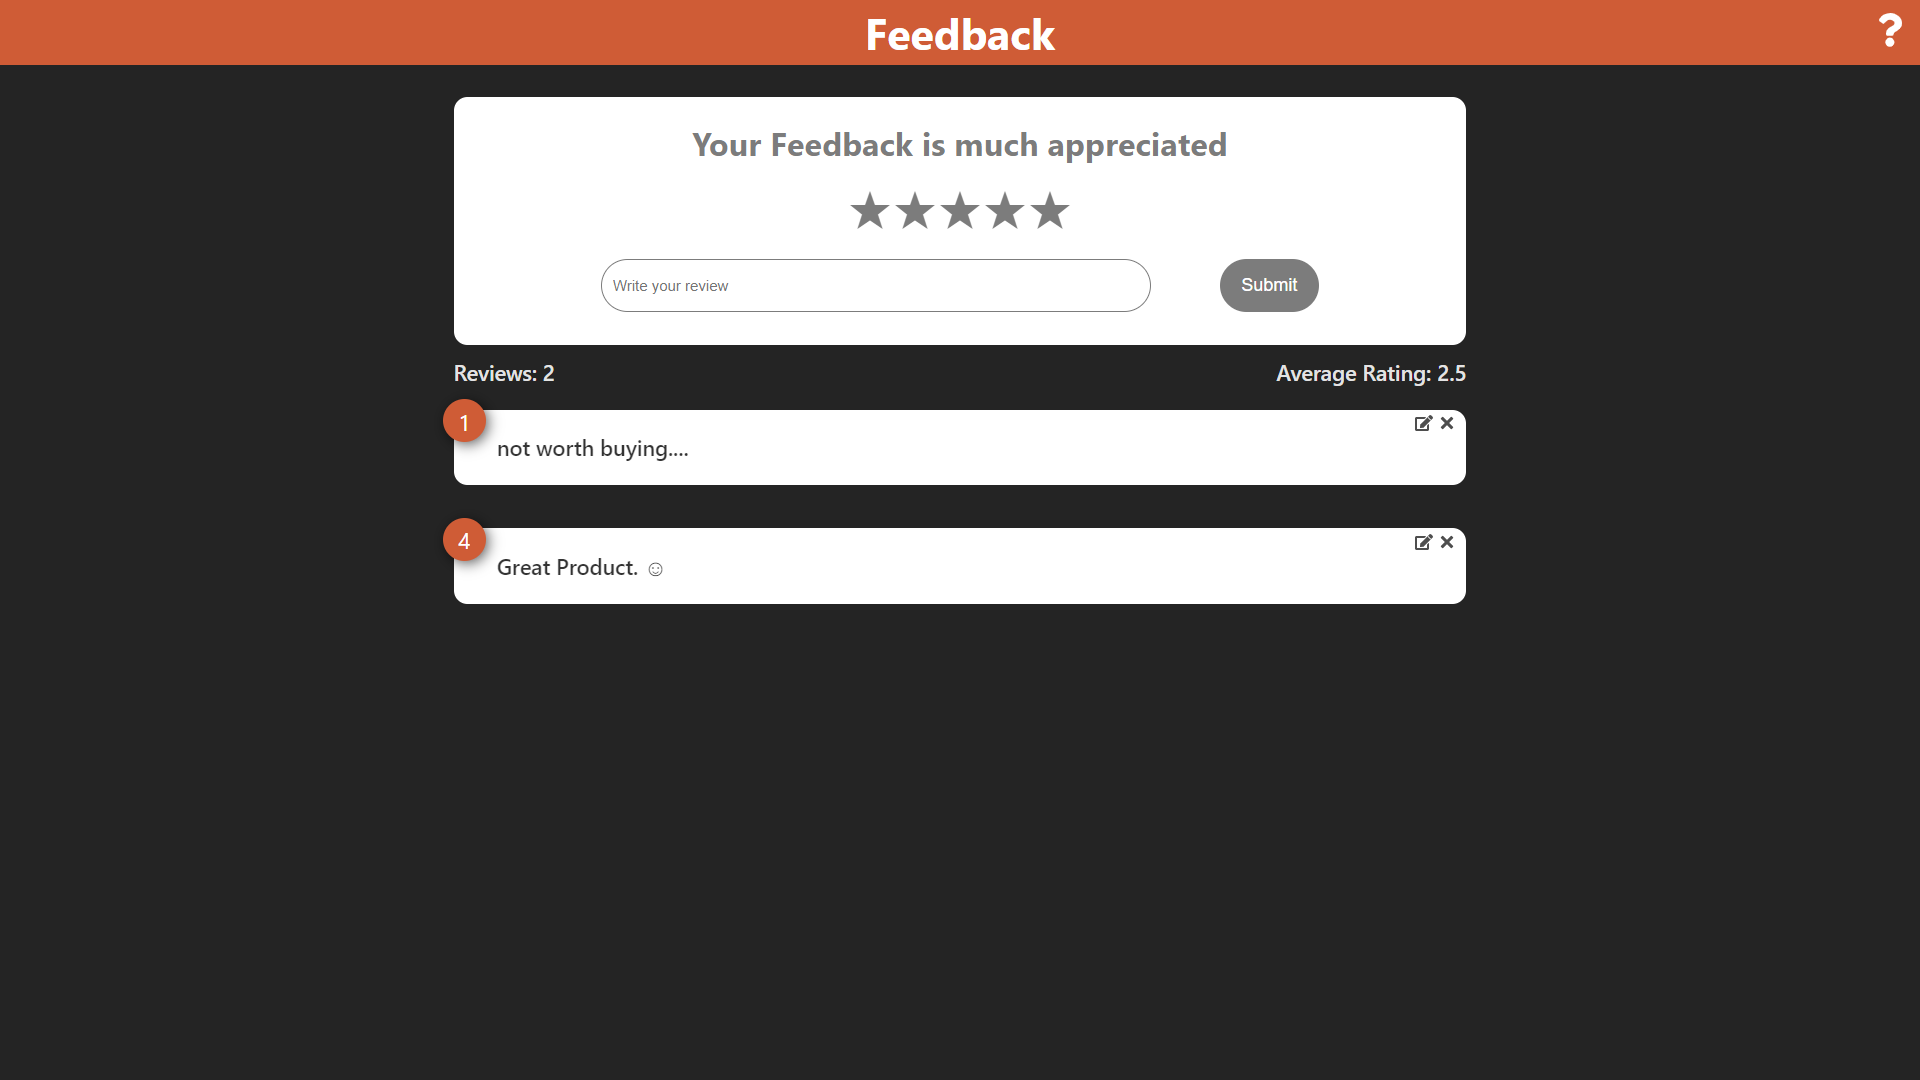 Feedback
?
Your Feedback is much appreciated
Write your review
Submit
Reviews: 2
Average Rating: 2.5
1
not worth buying....
4
Great Product. ☺